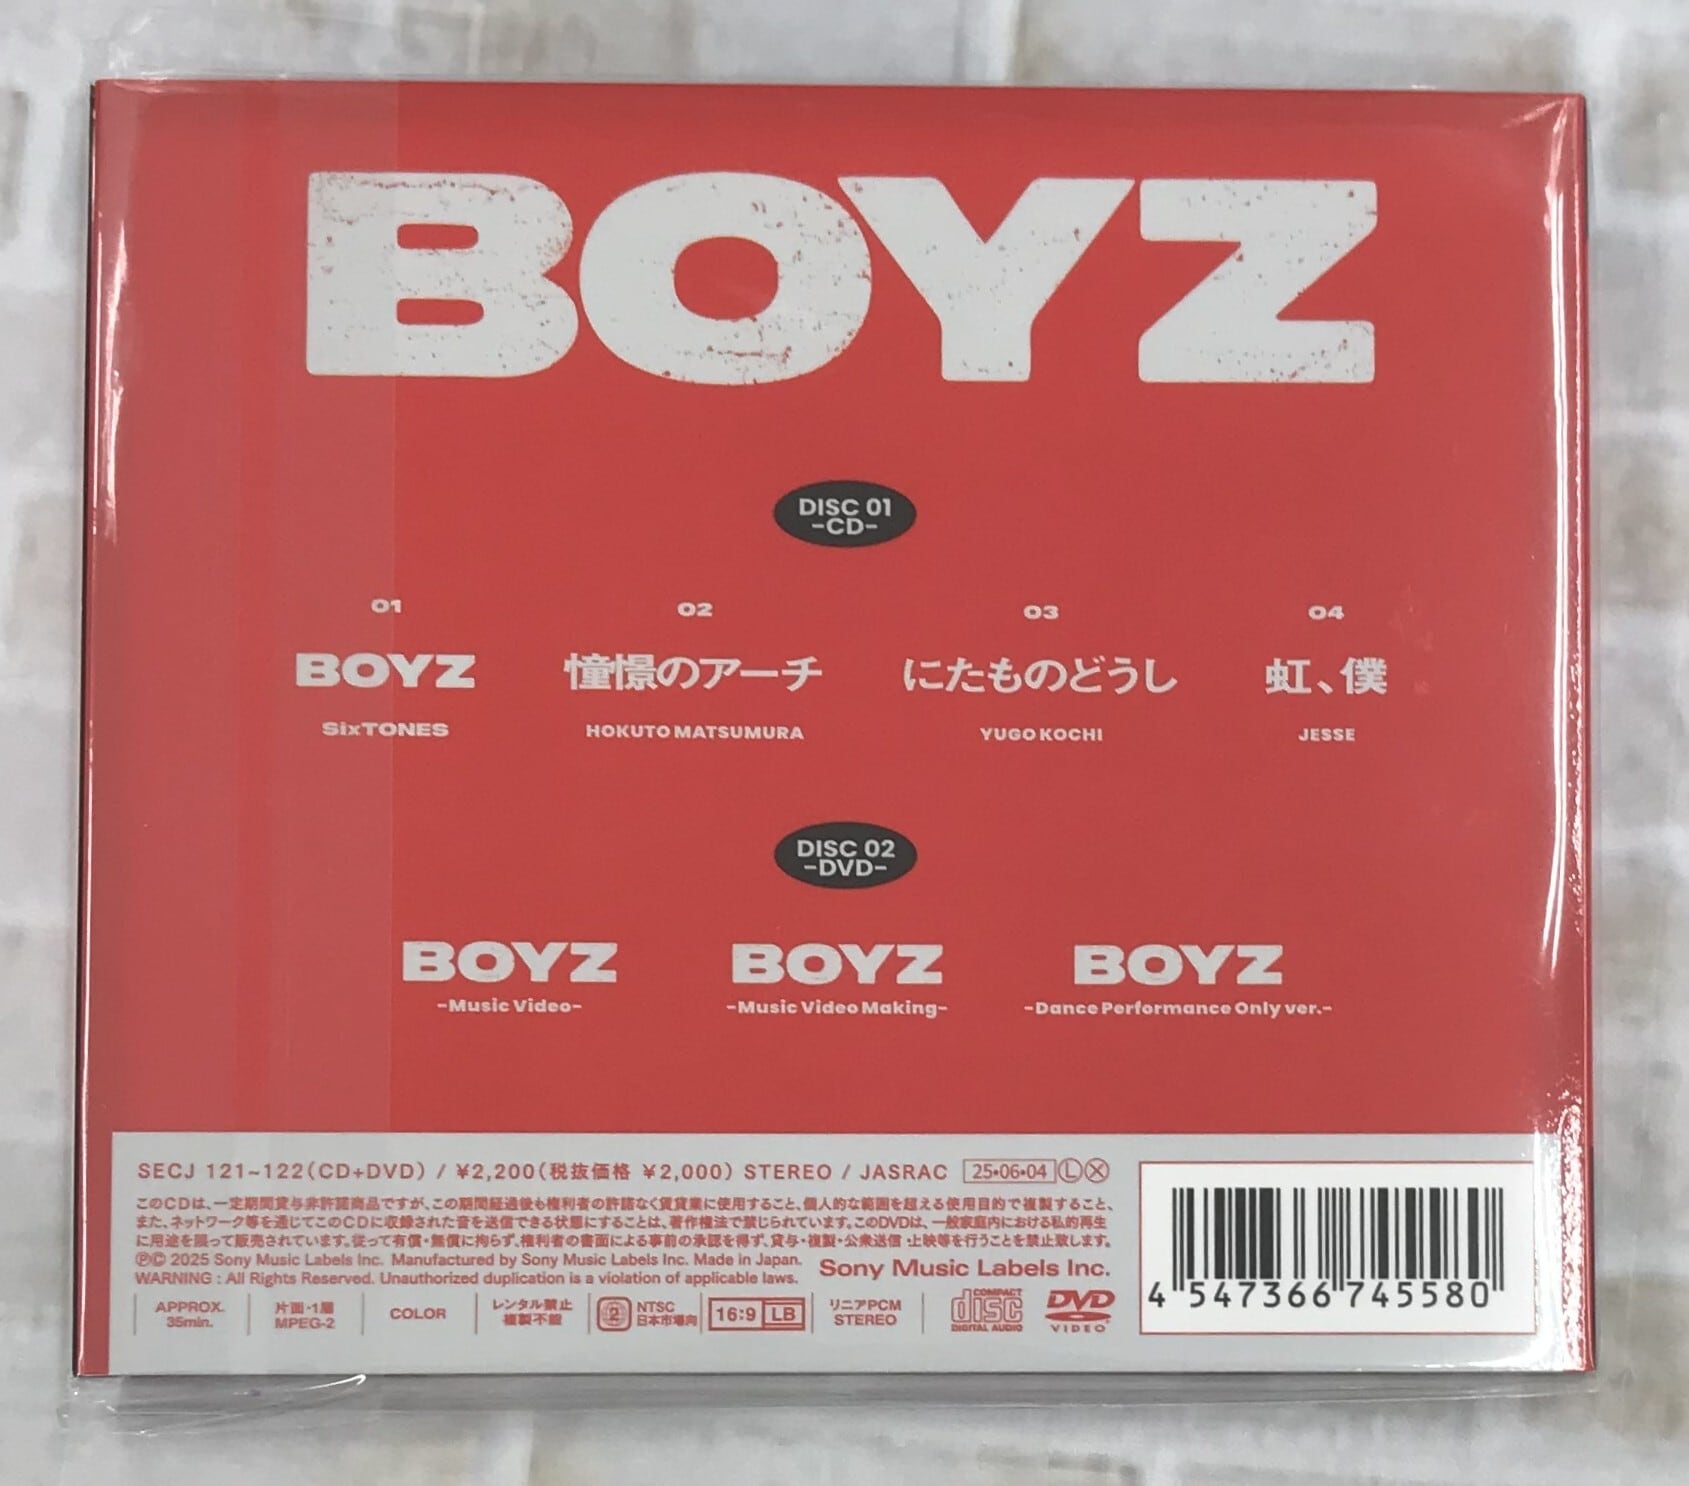 BOYZ
DISC 01
-CD-
01
BOYZ
SixTONES
02
憧憬のアーチ
HOKUTO MATSUMURA
03
にたものどうし
YUGO KOCHI
04
虹、僕
JESSE
DISC 02
-DVD-
BOYZ
-Music Video-
BOYZ
-Music Video Making-
BOYZ
-Dance Performance Only ver.-
SECJ 121~122(CD+DVD) / ¥2,200(税抜価格 ¥2,000) STEREO / JASRAC 25•06•04 Ⓛ Ⓧ
このCDは、一定期間貸与非許諾商品ですが、この期間経過後も権利者の許諾なく賃貸業に使用すること、個人的な範囲を超える使用目的で複製すること、
また、ネットワーク等を通じてこのCDに収録された音を送信できる状態にすることは、著作権法で禁じられています。このDVDは、一般家庭内における私的再生
に用途を限って販売されています。従って有償・無償に拘らず、権利者の書面による事前の承認を得ず、貸与・複製・公衆送信・上映等を行うことを禁止致します。
℗© 2025 Sony Music Labels Inc. Manufactured by Sony Music Labels Inc. Made in Japan.
WARNING : All Rights Reserved. Unauthorized duplication is a violation of applicable laws.
Sony Music Labels Inc.
APPROX.
35min.
片面・1層
MPEG-2
COLOR
レンタル禁止
複製不能
2
NTSC
日本市場向
16:9 LB
リニアPCM
STEREO
COMPACT
disc
DIGITAL AUDIO
DVD
VIDEO
4 547366 745580